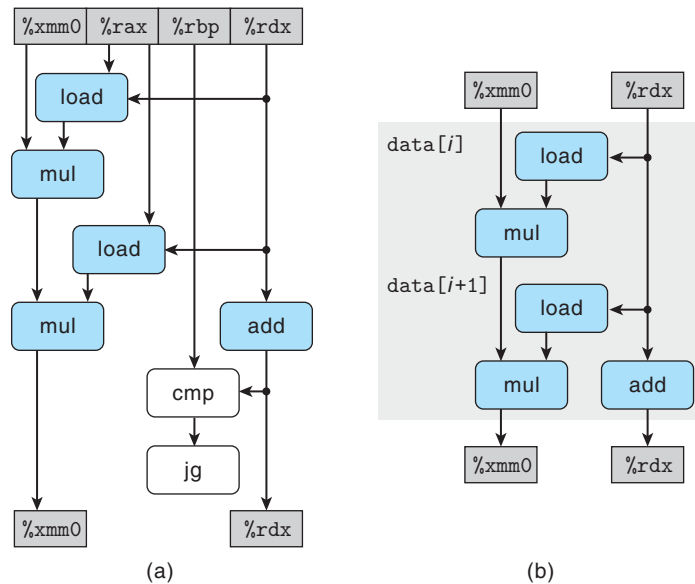 %xmm0 %rax %rbp %rdx
load
mul
load
mul
add
cmp
jg
%xmm0 %rdx
(a)
%xmm0 %rdx
data[i]
load
mul
data[i+1]
load
mul
add
%xmm0 %rdx
(b)